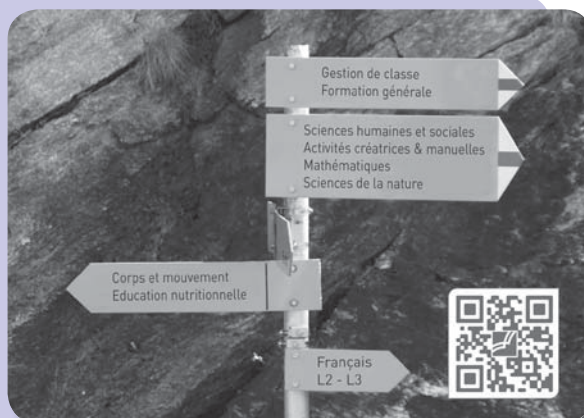 Gestion de classe
Formation générale
Sciences humaines et sociales
Activités créatrices & manuelles
Mathématiques
Sciences de la nature
Corps et mouvement
Education nutritionnelle
Français
L2 - L3